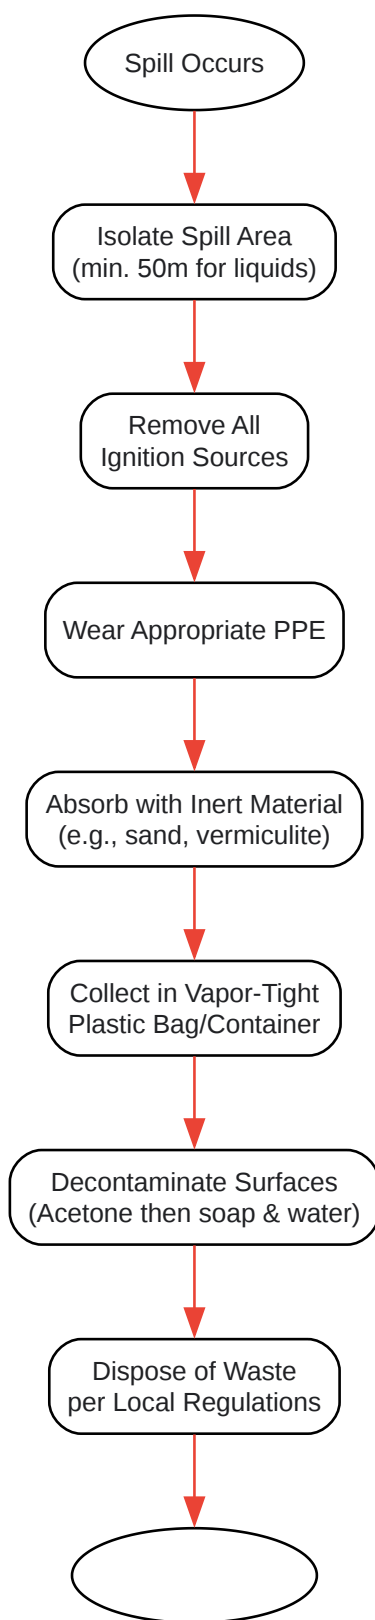 Spill Occurs
Isolate Spill Area
(min. 50m for liquids)
Remove All
Ignition Sources
Wear Appropriate PPE
Absorb with Inert Material
(e.g., sand, vermiculite)
Collect in Vapor-Tight
Plastic Bag/Container
Decontaminate Surfaces
(Acetone then soap & water)
Dispose of Waste
per Local Regulations